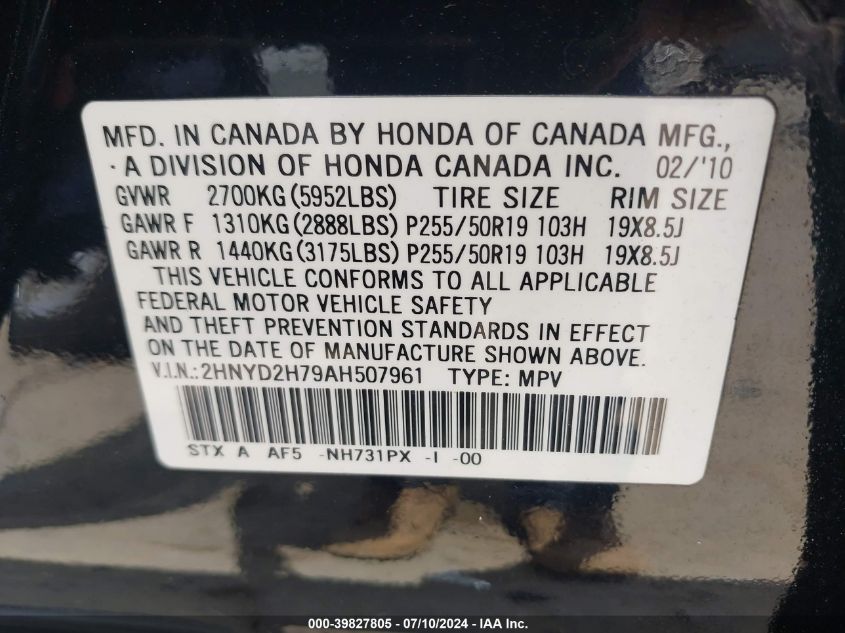 MFD. IN CANADA BY HONDA OF CANADA MFG.,
· A DIVISION OF HONDA CANADA INC. 02/'10
GVWR 2700KG (5952LBS) TIRE SIZE RIM SIZE
GAWR F 1310KG (2888LBS) P255/50R19 103H 19X8.5J
GAWR R 1440KG (3175LBS) P255/50R19 103H 19X8.5J
THIS VEHICLE CONFORMS TO ALL APPLICABLE
FEDERAL MOTOR VEHICLE SAFETY
AND THEFT PREVENTION STANDARDS IN EFFECT
ON THE DATE OF MANUFACTURE SHOWN ABOVE.
V.I.N.: 2HNYD2H79AH507961 TYPE: MPV
STX A AF5 -NH731PX -I -00
000-39827805 - 07/10/2024 - IAA Inc.